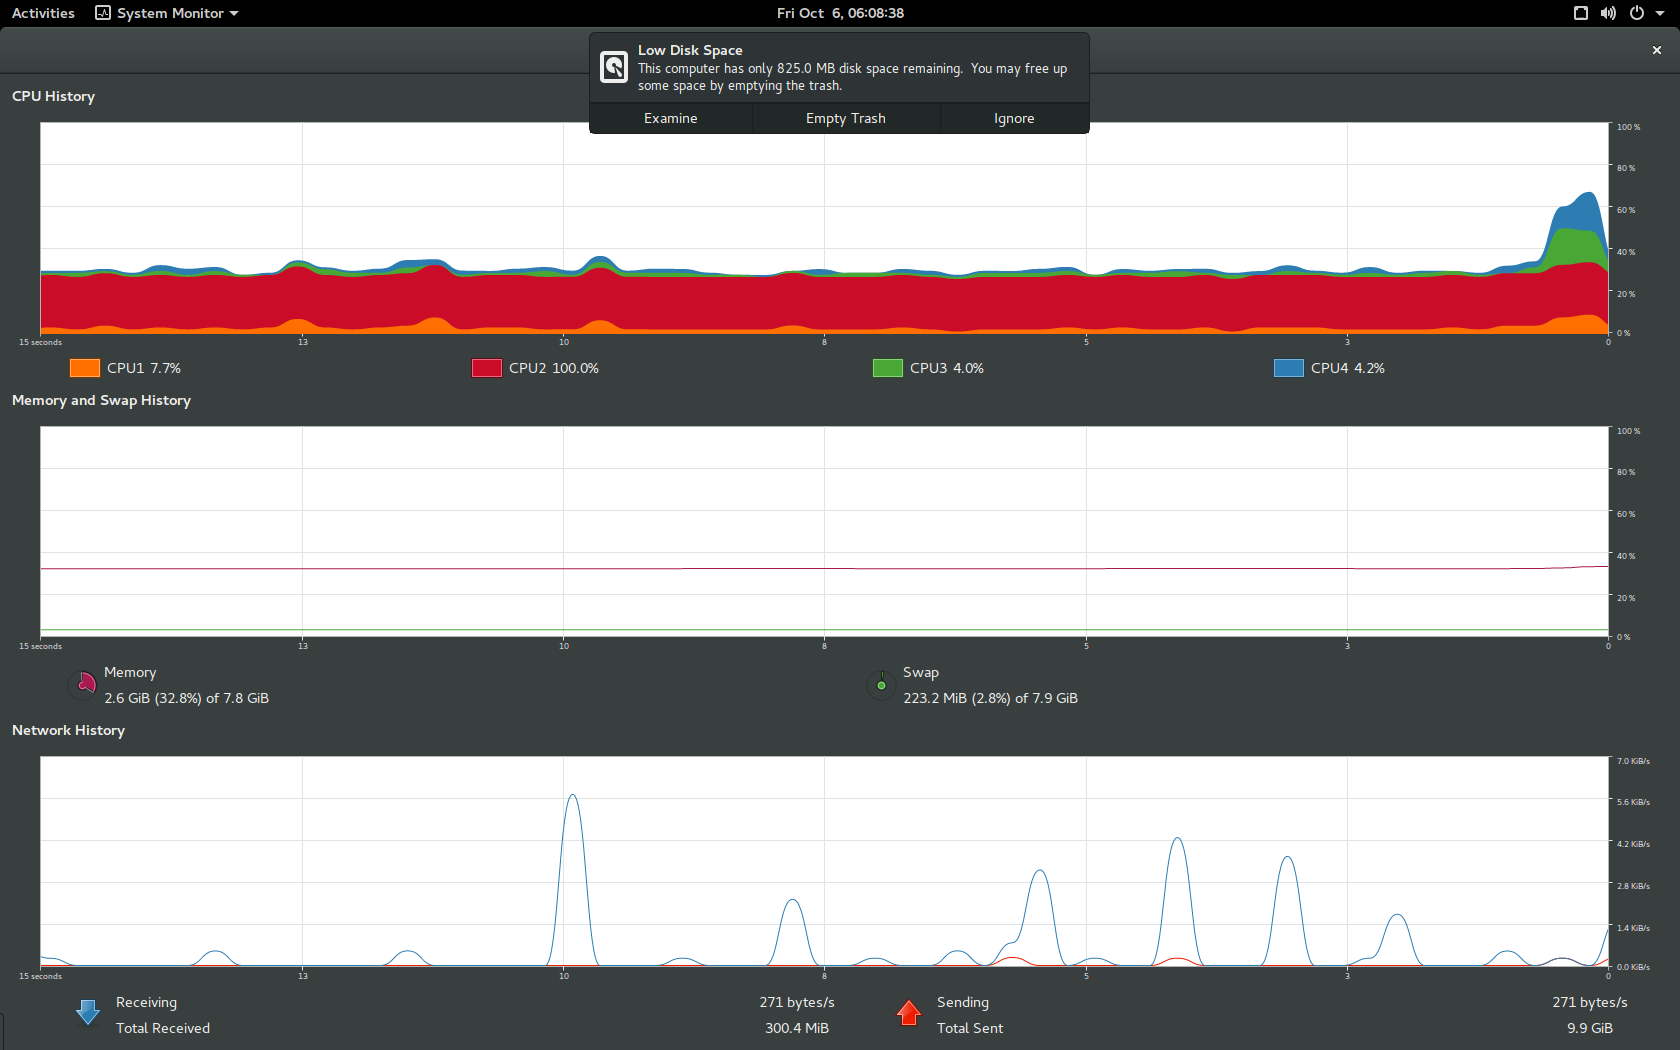 Activities System Monitor Fri Oct 6, 06:08:38
Low Disk Space
This computer has only 825.0 MB disk space remaining. You may free up
some space by emptying the trash.
Examine Empty Trash Ignore
CPU History
100 %
80 %
60 %
40 %
20 %
0 %
15 seconds 13 10 8 5 3 0
CPU1 7.7% CPU2 100.0% CPU3 4.0% CPU4 4.2%
Memory and Swap History
100 %
80 %
60 %
40 %
20 %
0 %
15 seconds 13 10 8 5 3 0
Memory Swap
2.6 GiB (32.8%) of 7.8 GiB 223.2 MiB (2.8%) of 7.9 GiB
Network History
7.0 KiB/s
5.6 KiB/s
4.2 KiB/s
2.8 KiB/s
1.4 KiB/s
0.0 KiB/s
15 seconds 13 10 8 5 3 0
Receiving 271 bytes/s Sending 271 bytes/s
Total Received 300.4 MiB Total Sent 9.9 GiB